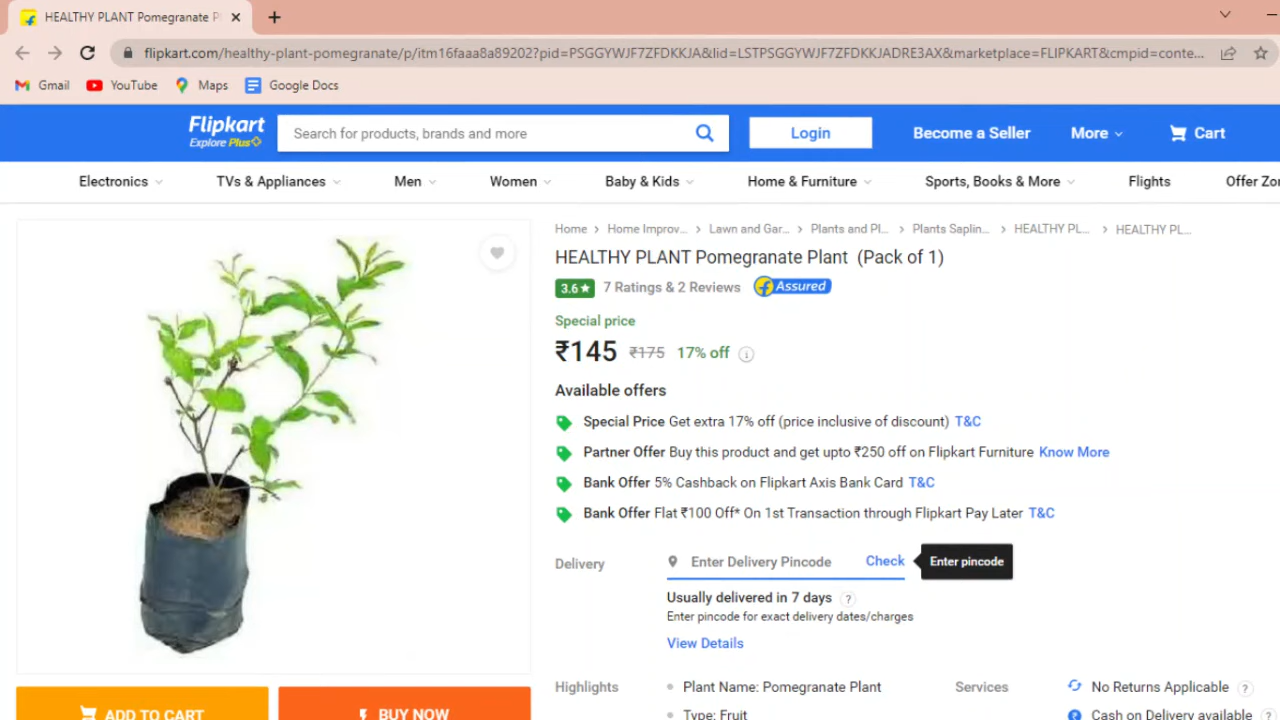 HEALTHY PLANT Pomegranate P
flipkart.com/healthy-plant-pomegranate/p/itm16faaa8a89202?pid=PSGGYWJF7ZFDKKJA&lid=LSTPSGGYWJF7ZFDKKJADRE3AX&marketplace=FLIPKART&cmpid=conte...
Gmail YouTube Maps Google Docs
Flipkart
Explore Plus
Search for products, brands and more
Login Become a Seller More Cart
Electronics TVs & Appliances Men Women Baby & Kids Home & Furniture Sports, Books & More Flights Offer Zo
Home Home Improv... Lawn and Gar... Plants and Pl... Plants Saplin... HEALTHY PL... HEALTHY PL...
HEALTHY PLANT Pomegranate Plant (Pack of 1)
3.6★ 7 Ratings & 2 Reviews Assured
Special price
₹145 ₹175 17% off
Available offers
Special Price Get extra 17% off (price inclusive of discount) T&C
Partner Offer Buy this product and get upto ₹250 off on Flipkart Furniture Know More
Bank Offer 5% Cashback on Flipkart Axis Bank Card T&C
Bank Offer Flat ₹100 Off* On 1st Transaction through Flipkart Pay Later T&C
Delivery Enter Delivery Pincode Check Enter pincode
Usually delivered in 7 days ?
Enter pincode for exact delivery dates/charges
View Details
Highlights Plant Name: Pomegranate Plant Services No Returns Applicable ?
ADD TO CART BUY NOW Type: Fruit Cash on Delivery available ?